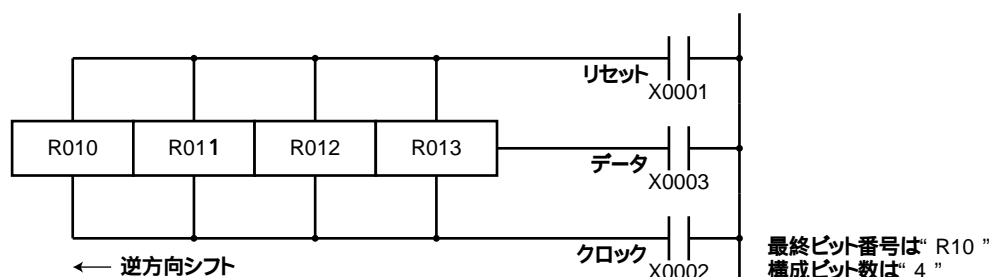 リセット
X0001
R010 R011 R012 R013
データ
X0003
クロック
X0002
← 逆方向シフト
最終ビット番号は“ R10 ”
構成ビット数は“ 4 ”